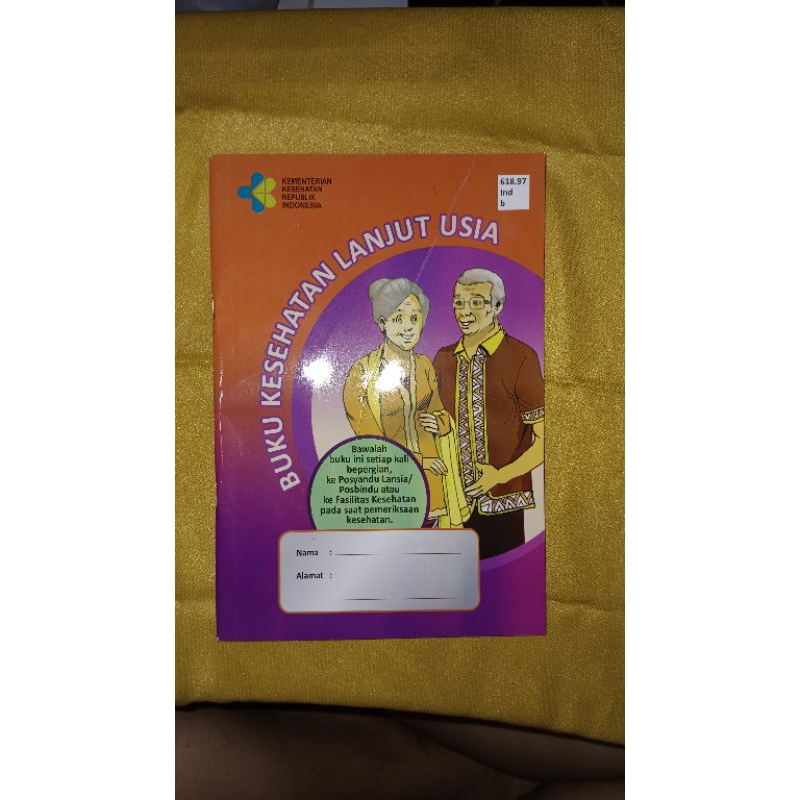 KEMENTERIAN
KESEHATAN
REPUBLIK
INDONESIA
618.97
Ind
b
BUKU KESEHATAN LANJUT USIA
Bawalah
buku ini setiap kali
bepergian,
ke Posyandu Lansia/
Posbindu atau
ke Fasilitas Kesehatan
pada saat pemeriksaan
kesehatan.
Nama :
Alamat :